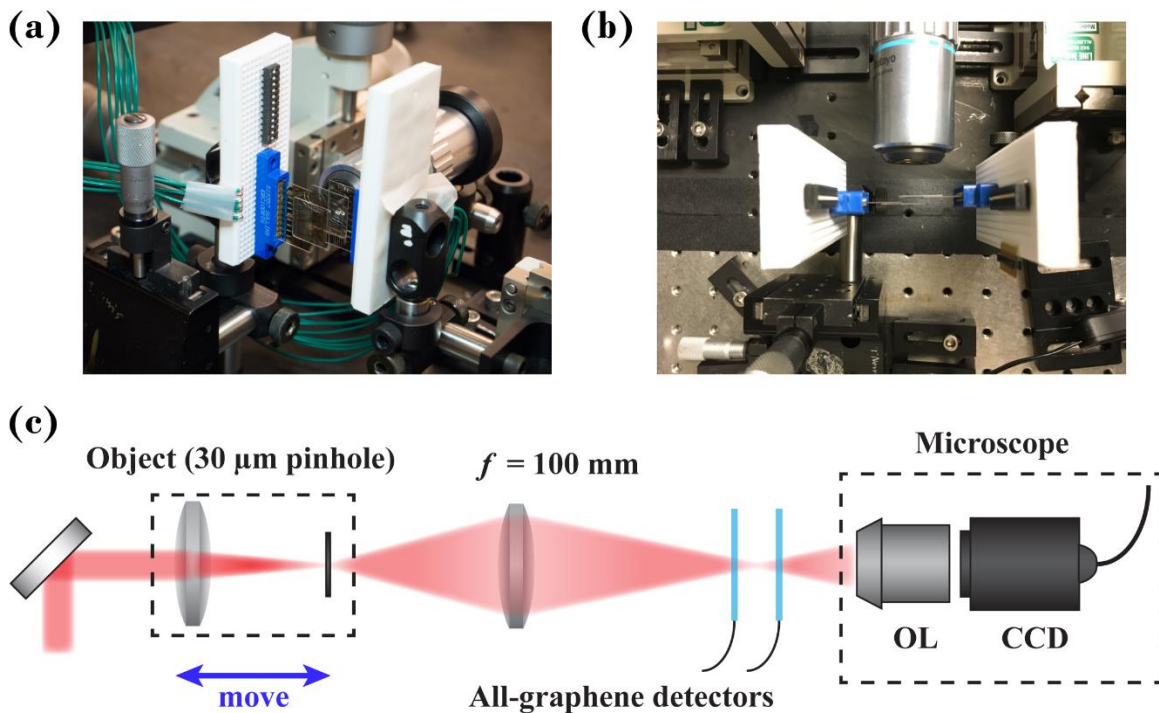 (a)
(b)
(c)
Object (30 μm pinhole)
f = 100 mm
Microscope
OL
CCD
move
All-graphene detectors